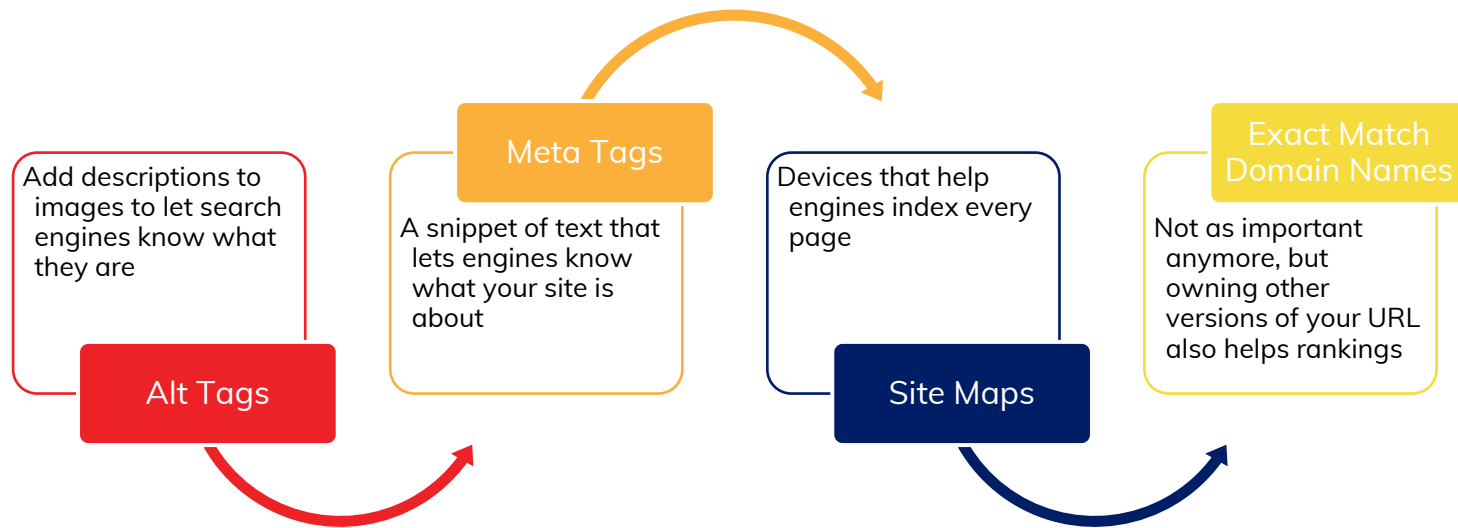 Add descriptions to
images to let search
engines know what
they are
Alt Tags
Meta Tags
A snippet of text that
lets engines know
what your site is
about
Devices that help
engines index every
page
Site Maps
Exact Match
Domain Names
Not as important
anymore, but
owning other
versions of your URL
also helps rankings